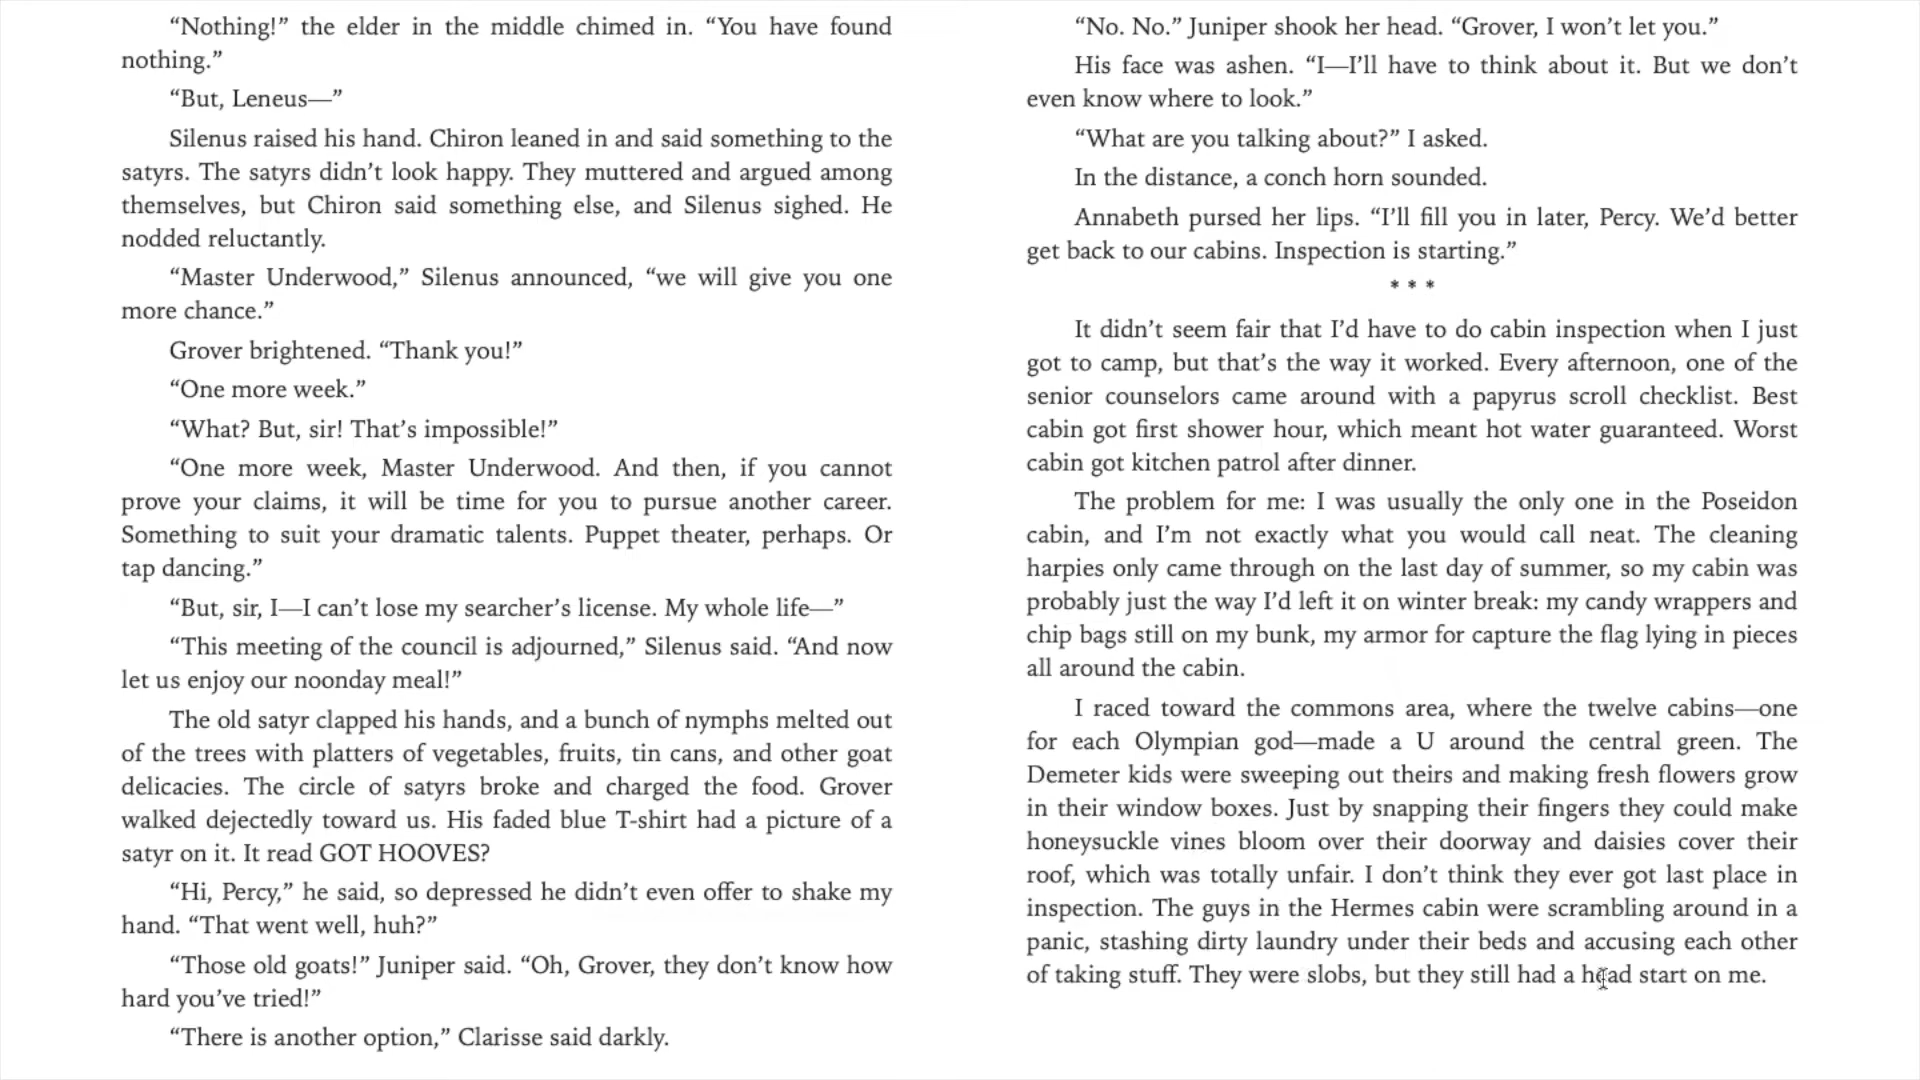 “Nothing!” the elder in the middle chimed in. “You have found
nothing.”
“But, Leneus—”
Silenus raised his hand. Chiron leaned in and said something to the
satyrs. The satyrs didn’t look happy. They muttered and argued among
themselves, but Chiron said something else, and Silenus sighed. He
nodded reluctantly.
“Master Underwood,” Silenus announced, “we will give you one
more chance.”
Grover brightened. “Thank you!”
“One more week.”
“What? But, sir! That’s impossible!”
“One more week, Master Underwood. And then, if you cannot
prove your claims, it will be time for you to pursue another career.
Something to suit your dramatic talents. Puppet theater, perhaps. Or
tap dancing.”
“But, sir, I—I can’t lose my searcher’s license. My whole life—”
“This meeting of the council is adjourned,” Silenus said. “And now
let us enjoy our noonday meal!”
The old satyr clapped his hands, and a bunch of nymphs melted out
of the trees with platters of vegetables, fruits, tin cans, and other goat
delicacies. The circle of satyrs broke and charged the food. Grover
walked dejectedly toward us. His faded blue T-shirt had a picture of a
satyr on it. It read GOT HOOVES?
“Hi, Percy,” he said, so depressed he didn’t even offer to shake my
hand. “That went well, huh?”
“Those old goats!” Juniper said. “Oh, Grover, they don’t know how
hard you’ve tried!”
“There is another option,” Clarisse said darkly.
“No. No.” Juniper shook her head. “Grover, I won’t let you.”
His face was ashen. “I—I’ll have to think about it. But we don’t
even know where to look.”
“What are you talking about?” I asked.
In the distance, a conch horn sounded.
Annabeth pursed her lips. “I’ll fill you in later, Percy. We’d better
get back to our cabins. Inspection is starting.”
* * *
It didn’t seem fair that I’d have to do cabin inspection when I just
got to camp, but that’s the way it worked. Every afternoon, one of the
senior counselors came around with a papyrus scroll checklist. Best
cabin got first shower hour, which meant hot water guaranteed. Worst
cabin got kitchen patrol after dinner.
The problem for me: I was usually the only one in the Poseidon
cabin, and I’m not exactly what you would call neat. The cleaning
harpies only came through on the last day of summer, so my cabin was
probably just the way I’d left it on winter break: my candy wrappers and
chip bags still on my bunk, my armor for capture the flag lying in pieces
all around the cabin.
I raced toward the commons area, where the twelve cabins—one
for each Olympian god—made a U around the central green. The
Demeter kids were sweeping out theirs and making fresh flowers grow
in their window boxes. Just by snapping their fingers they could make
honeysuckle vines bloom over their doorway and daisies cover their
roof, which was totally unfair. I don’t think they ever got last place in
inspection. The guys in the Hermes cabin were scrambling around in a
panic, stashing dirty laundry under their beds and accusing each other
of taking stuff. They were slobs, but they still had a head start on me.